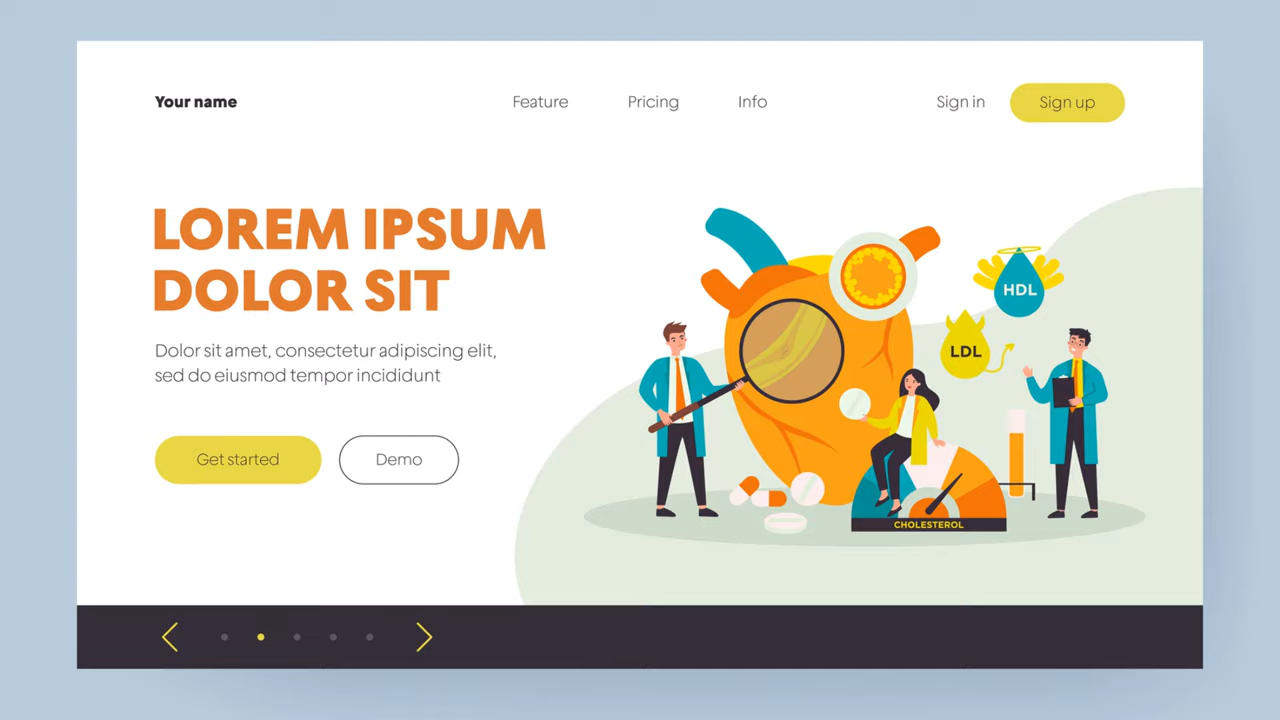 Your name
Feature
Pricing
Info
Sign in
Sign up
LOREM IPSUM
DOLOR SIT
Dolor sit amet, consectetur adipiscing elit,
sed do eiusmod tempor incididunt
Get started
Demo
HDL
LDL
CHOLESTEROL